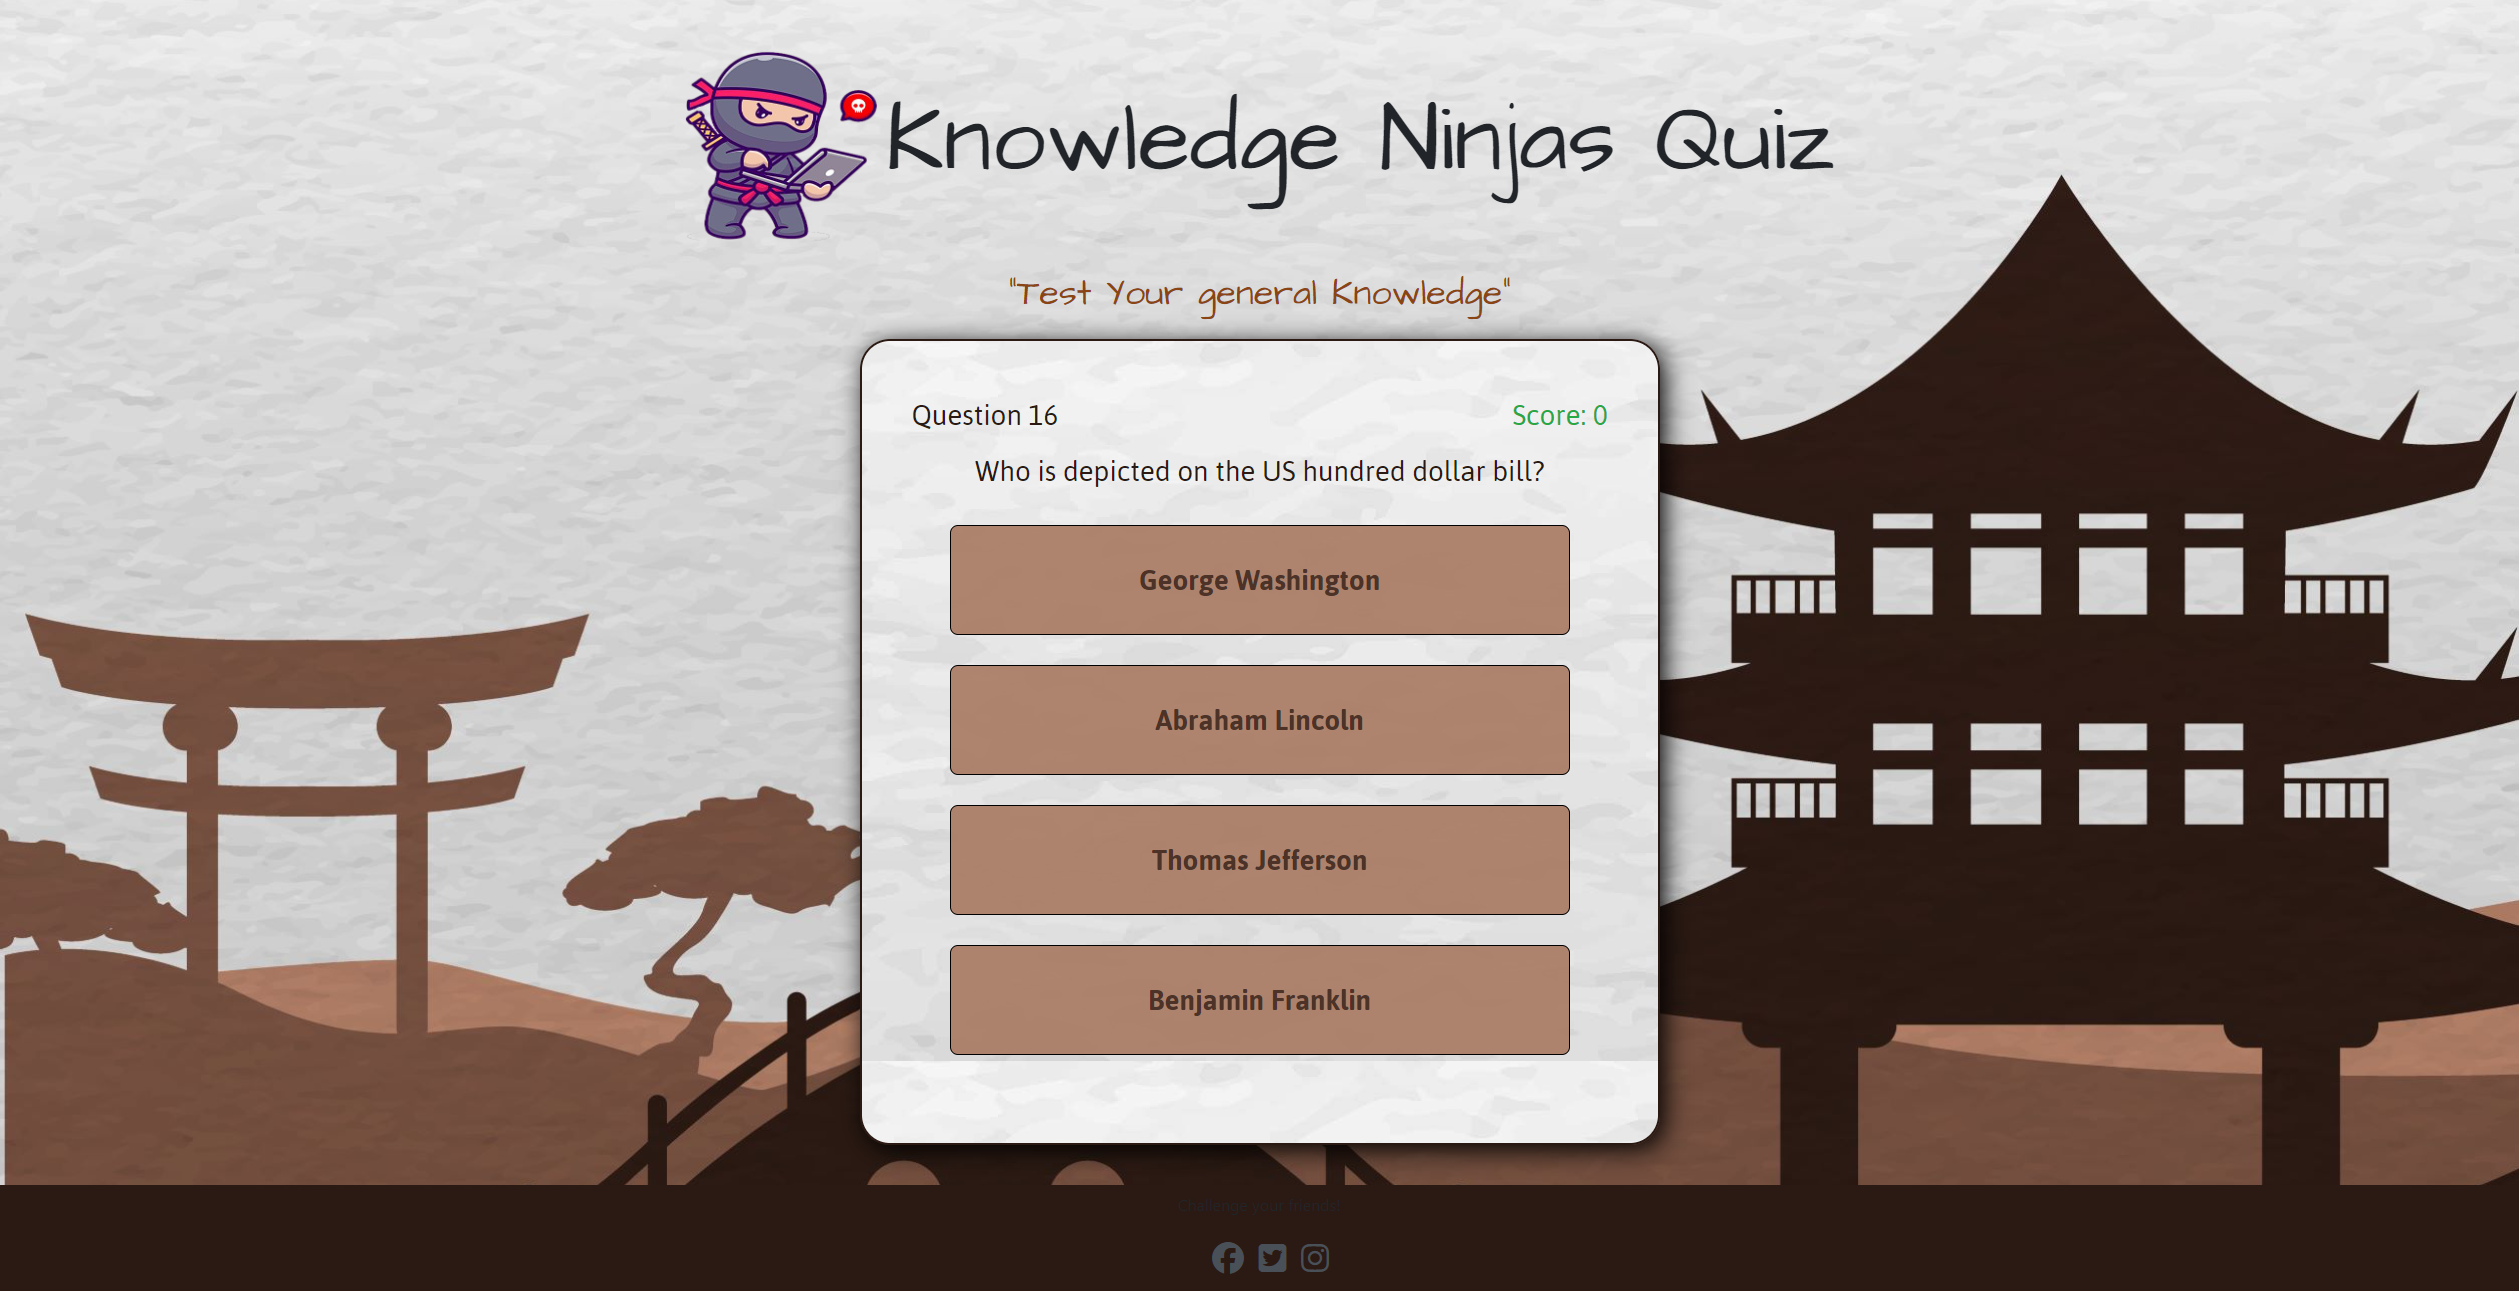 Knowledge Ninjas Quiz
"Test Your general Knowledge"
Question 16
Score: 0
Who is depicted on the US hundred dollar bill?
George Washington
Abraham Lincoln
Thomas Jefferson
Benjamin Franklin
Challenge your friends!